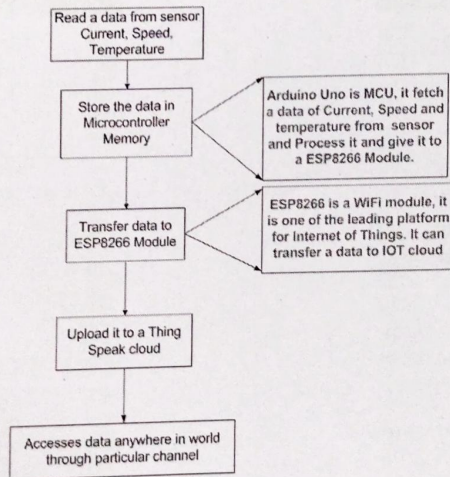 Read a data from sensor
Current, Speed,
Temperature
Store the data in
Microcontroller
Memory
Arduino Uno is MCU, it fetch
a data of Current, Speed and
temperature from sensor
and Process it and give it to
a ESP8266 Module.
Transfer data to
ESP8266 Module
ESP8266 is a WiFi module, it
is one of the leading platform
for Internet of Things. It can
transfer a data to IOT cloud
Upload it to a Thing
Speak cloud
Accesses data anywhere in world
through particular channel